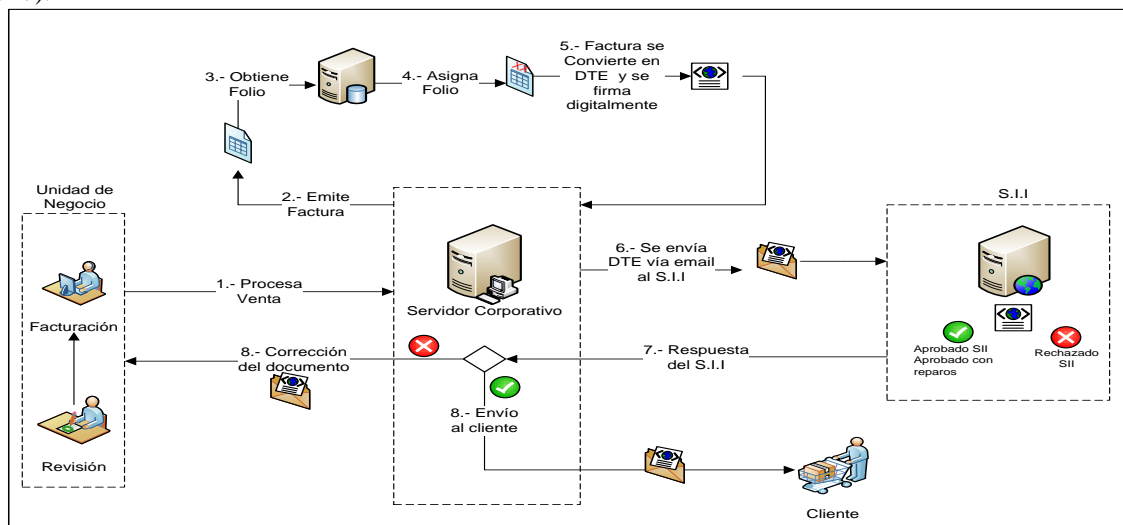 5.- Factura se
Convierte en
DTE y se
firma
digitalmente
3.- Obtiene
Folio
4.- Asigna
Folio
Unidad de
Negocio
2.- Emite
Factura
S.I.I
6.- Se envía
DTE vía email
al S.I.I
1.- Procesa
Venta
Servidor Corporativo
Facturación
8.- Corrección
del documento
7.- Respuesta
del S.I.I
Aprobado SII
Aprobado con
reparos
Rechazado
SII
8.- Envío
al cliente
Revisión
Cliente